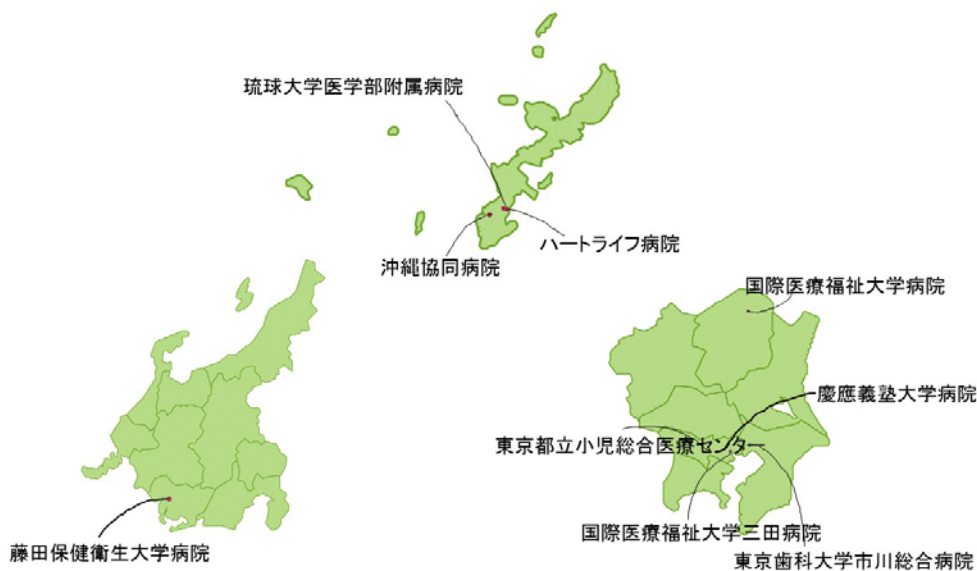 琉球大学医学部附属病院
ハートライフ病院
沖縄協同病院
国際医療福祉大学病院
慶應義塾大学病院
東京都立小児総合医療センター
国際医療福祉大学三田病院
藤田保健衛生大学病院
東京歯科大学市川総合病院